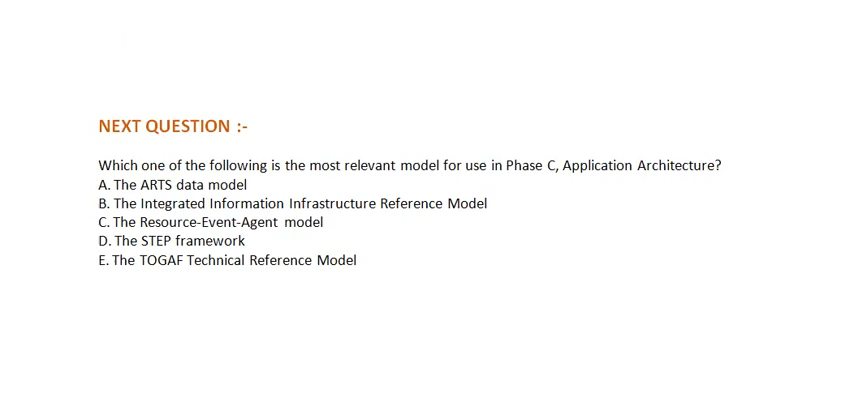 NEXT QUESTION :-
Which one of the following is the most relevant model for use in Phase C, Application Architecture?
A. The ARTS data model
B. The Integrated Information Infrastructure Reference Model
C. The Resource-Event-Agent model
D. The STEP framework
E. The TOGAF Technical Reference Model